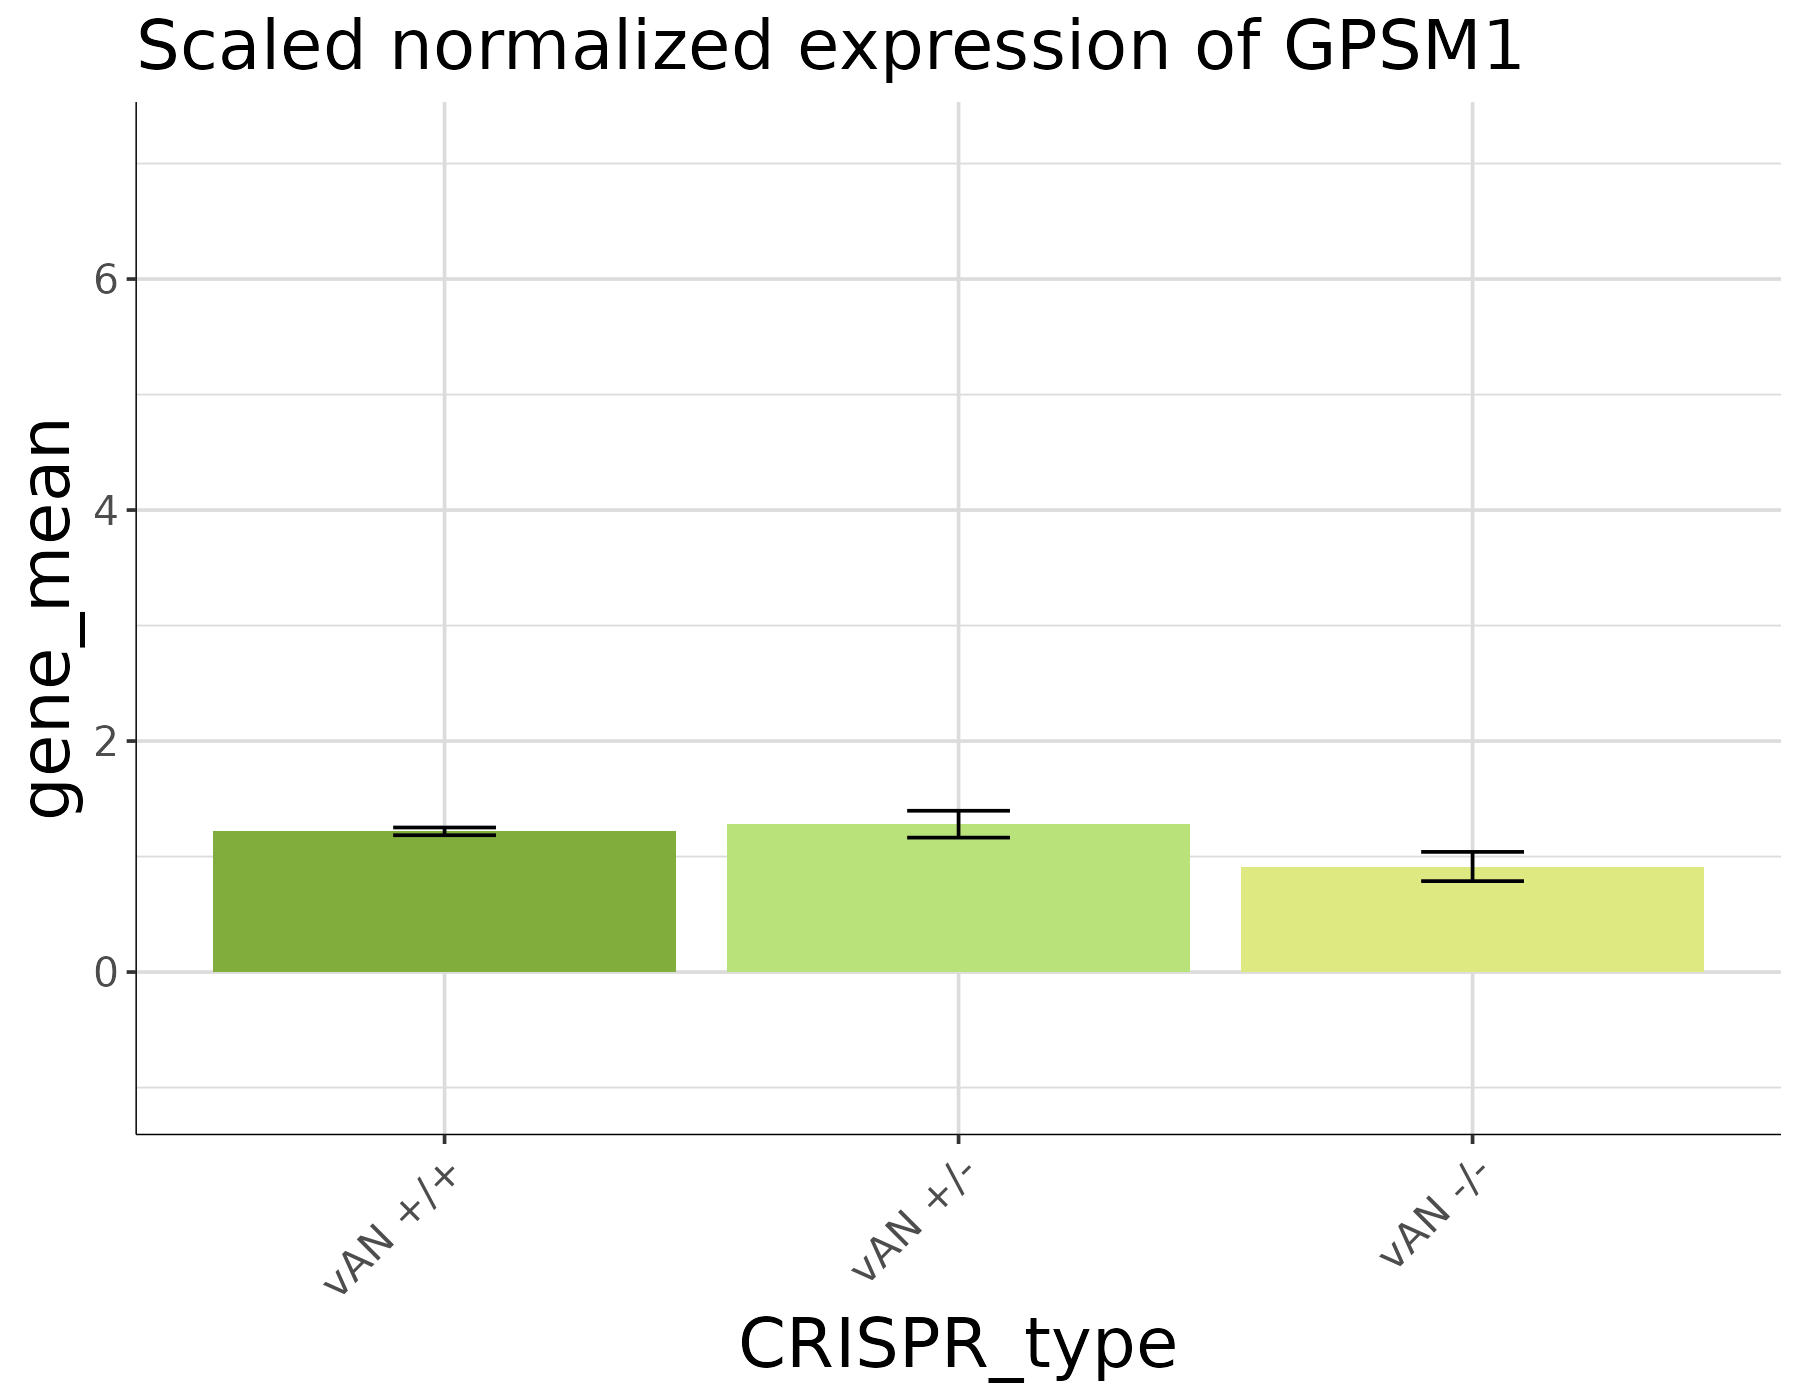 Scaled normalized expression of GPSM1
gene_mean
6
4
2
0
vAN +/+
vAN +/-
vAN -/-
CRISPR_type